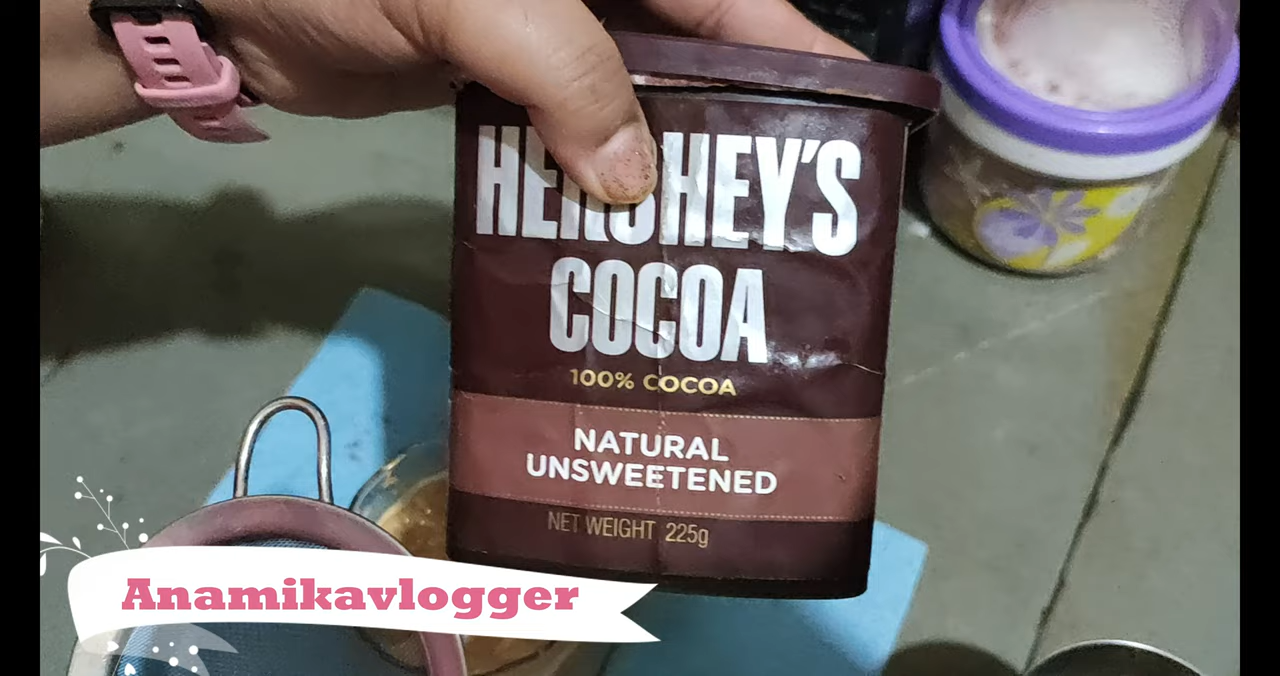 HERSHEY'S
COCOA
100% COCOA
NATURAL
UNSWEETENED
NET WEIGHT 225g
Anamikavlogger